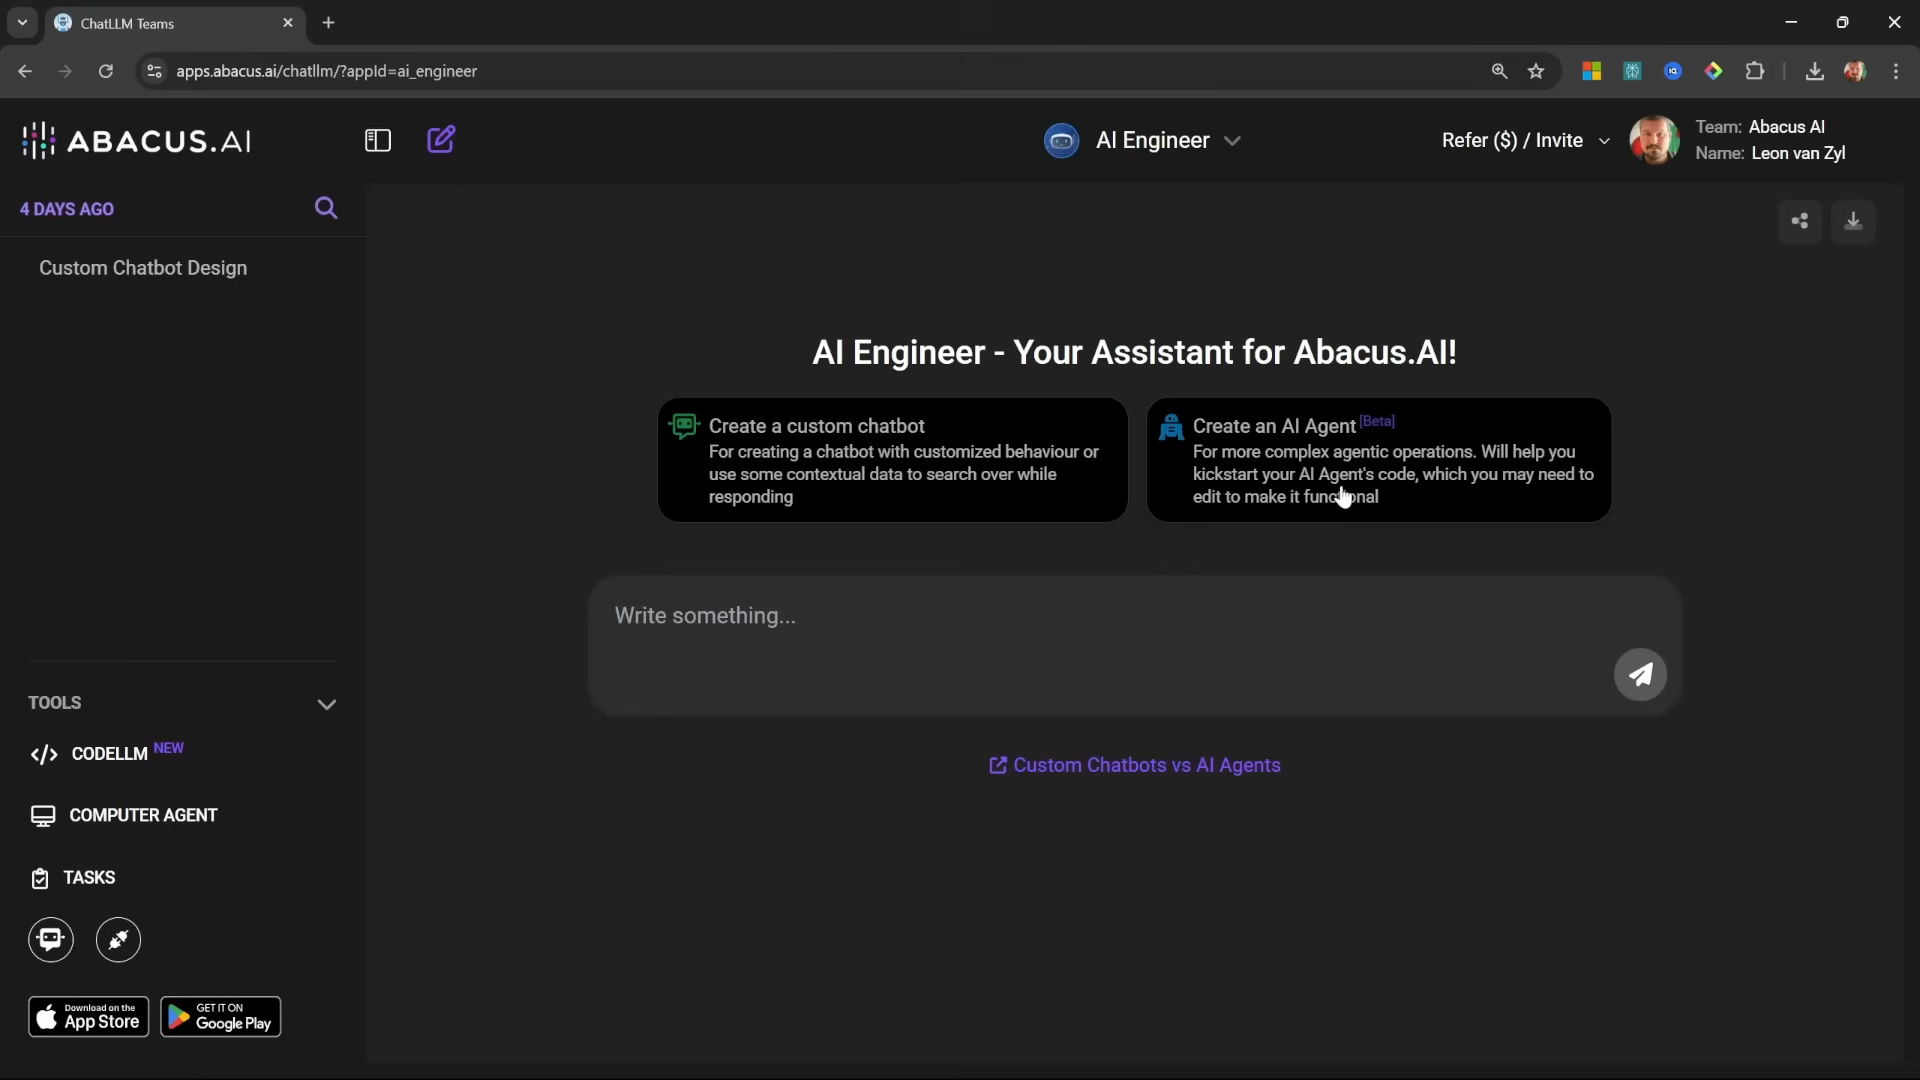 ChatLLM Teams
apps.abacus.ai/chatllm/?appId=ai_engineer
ABACUS.AI
AI Engineer
Refer ($) / Invite
Team: Abacus AI
Name: Leon van Zyl
4 DAYS AGO
Custom Chatbot Design
AI Engineer - Your Assistant for Abacus.AI!
Create a custom chatbot
For creating a chatbot with customized behaviour or
use some contextual data to search over while
responding
Create an AI Agent [Beta]
For more complex agentic operations. Will help you
kickstart your AI Agent's code, which you may need to
edit to make it functional
Write something...
Custom Chatbots vs AI Agents
TOOLS
</> CODELLM NEW
COMPUTER AGENT
TASKS
Download on the
App Store
GET IT ON
Google Play